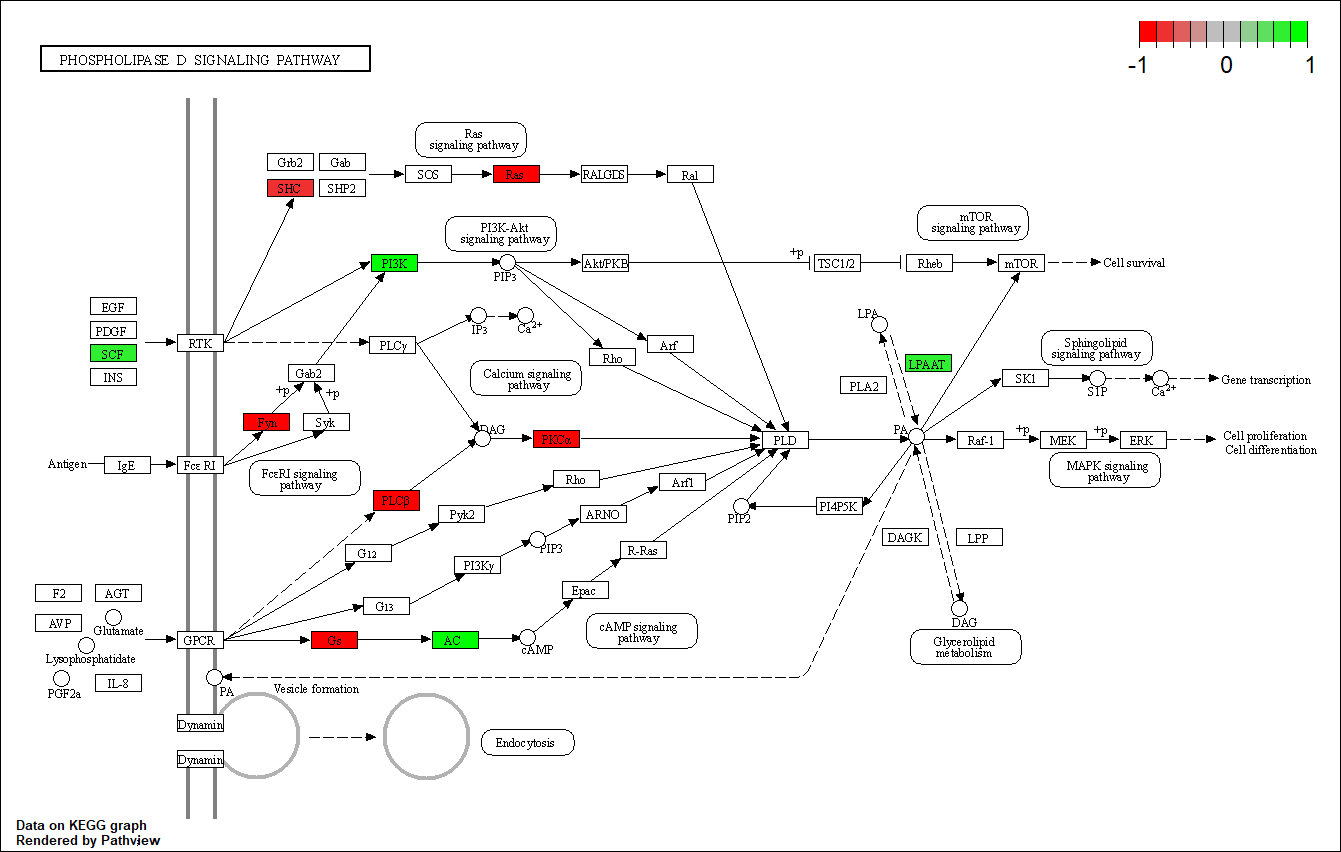 PHOSPHOLIPASE D SIGNALING PATHWAY
-1 0 1
Ras
signaling pathway
Grb2
Gab
SHC
SHP2
SOS
Ras
RALGDS
Ral
PI3K-Akt
signaling pathway
mTOR
signaling pathway
PI3K
PIP3
Akt/PKB
+p
TSC1/2
Rheb
mTOR
Cell survival
EGF
PDGF
SCF
INS
RTK
PLCγ
IP3
Ca2+
Rho
Arf
LPA
LPAAT
PLA2
Sphingolipid
signaling pathway
SK1
S1P
Ca2+
Gene transcription
Gab2
+p
+p
Calcium signaling
pathway
Fyn
Syk
DAG
PKCα
PLD
PA
Raf-1
+p
MEK
+p
ERK
Cell proliferation
Cell differentiation
Antigen
IgE
FcεRI
FcεRI signaling
pathway
MAPK signaling
pathway
PLCβ
Rho
Arf1
Pyk2
ARNO
PIP2
PI4P5K
G12
PIP3
R-Ras
DAGK
LPP
PI3Kγ
Epac
G13
F2
AGT
AVP
Glutamate
Lysophosphatidate
PGF2a
IL-8
GPCR
Gs
AC
cAMP
cAMP signaling
pathway
DAG
Glycerolipid
metabolism
PA
Vesicle formation
Dynamin
Dynamin
Endocytosis
Data on KEGG graph
Rendered by Pathview